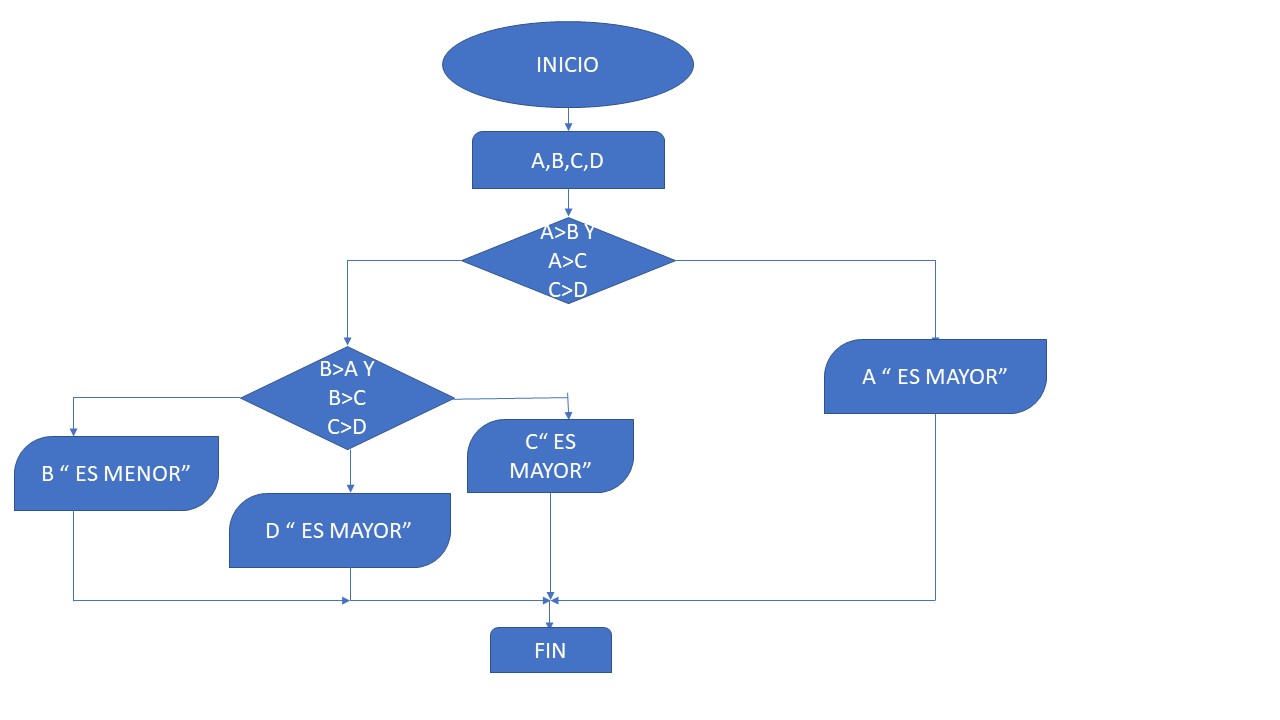 INICIO
A,B,C,D
A>B Y
A>C
C>D
B>A Y
B>C
C>D
A “ ES MAYOR”
C“ ES
MAYOR”
B “ ES MENOR”
D “ ES MAYOR”
FIN